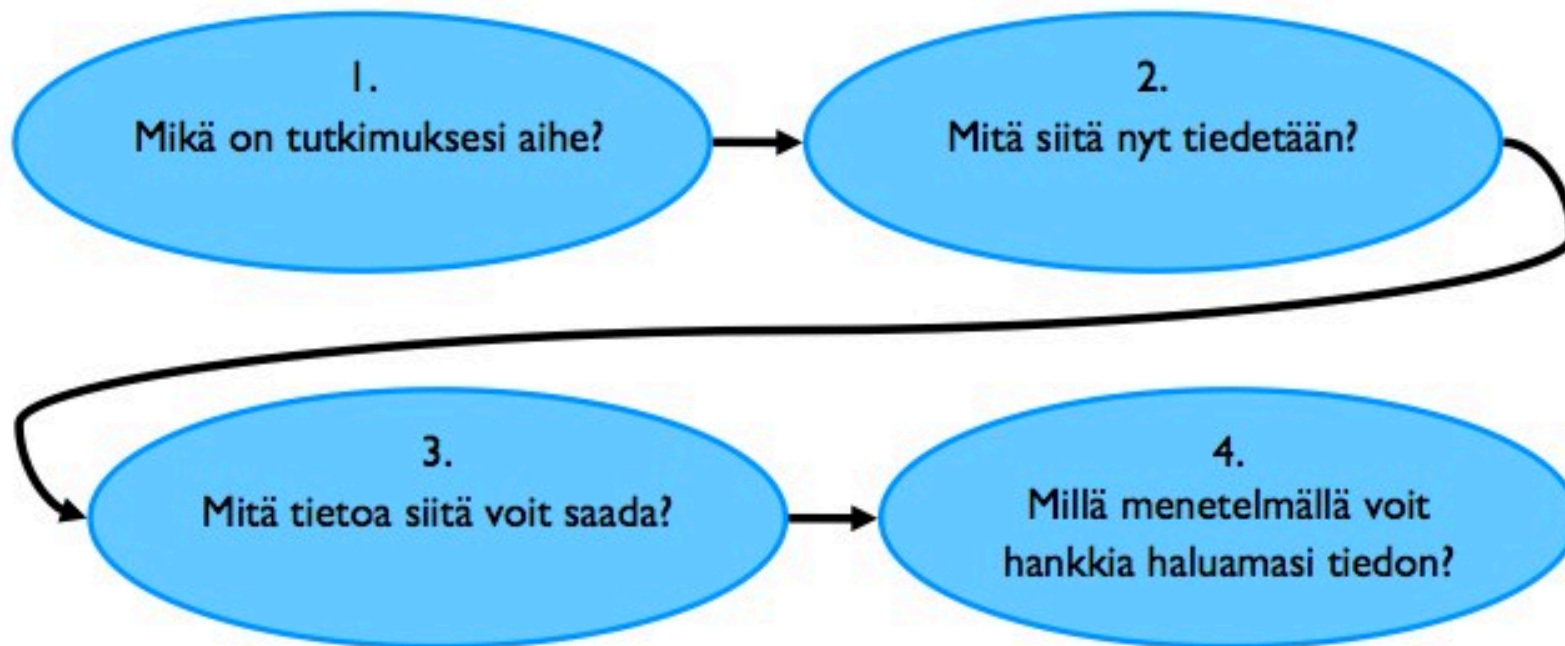 1.
Mikä on tutkimuksesi aihe?
2.
Mitä siitä nyt tiedetään?
3.
Mitä tietoa siitä voit saada?
4.
Millä menetelmällä voit
hankkia haluamasi tiedon?